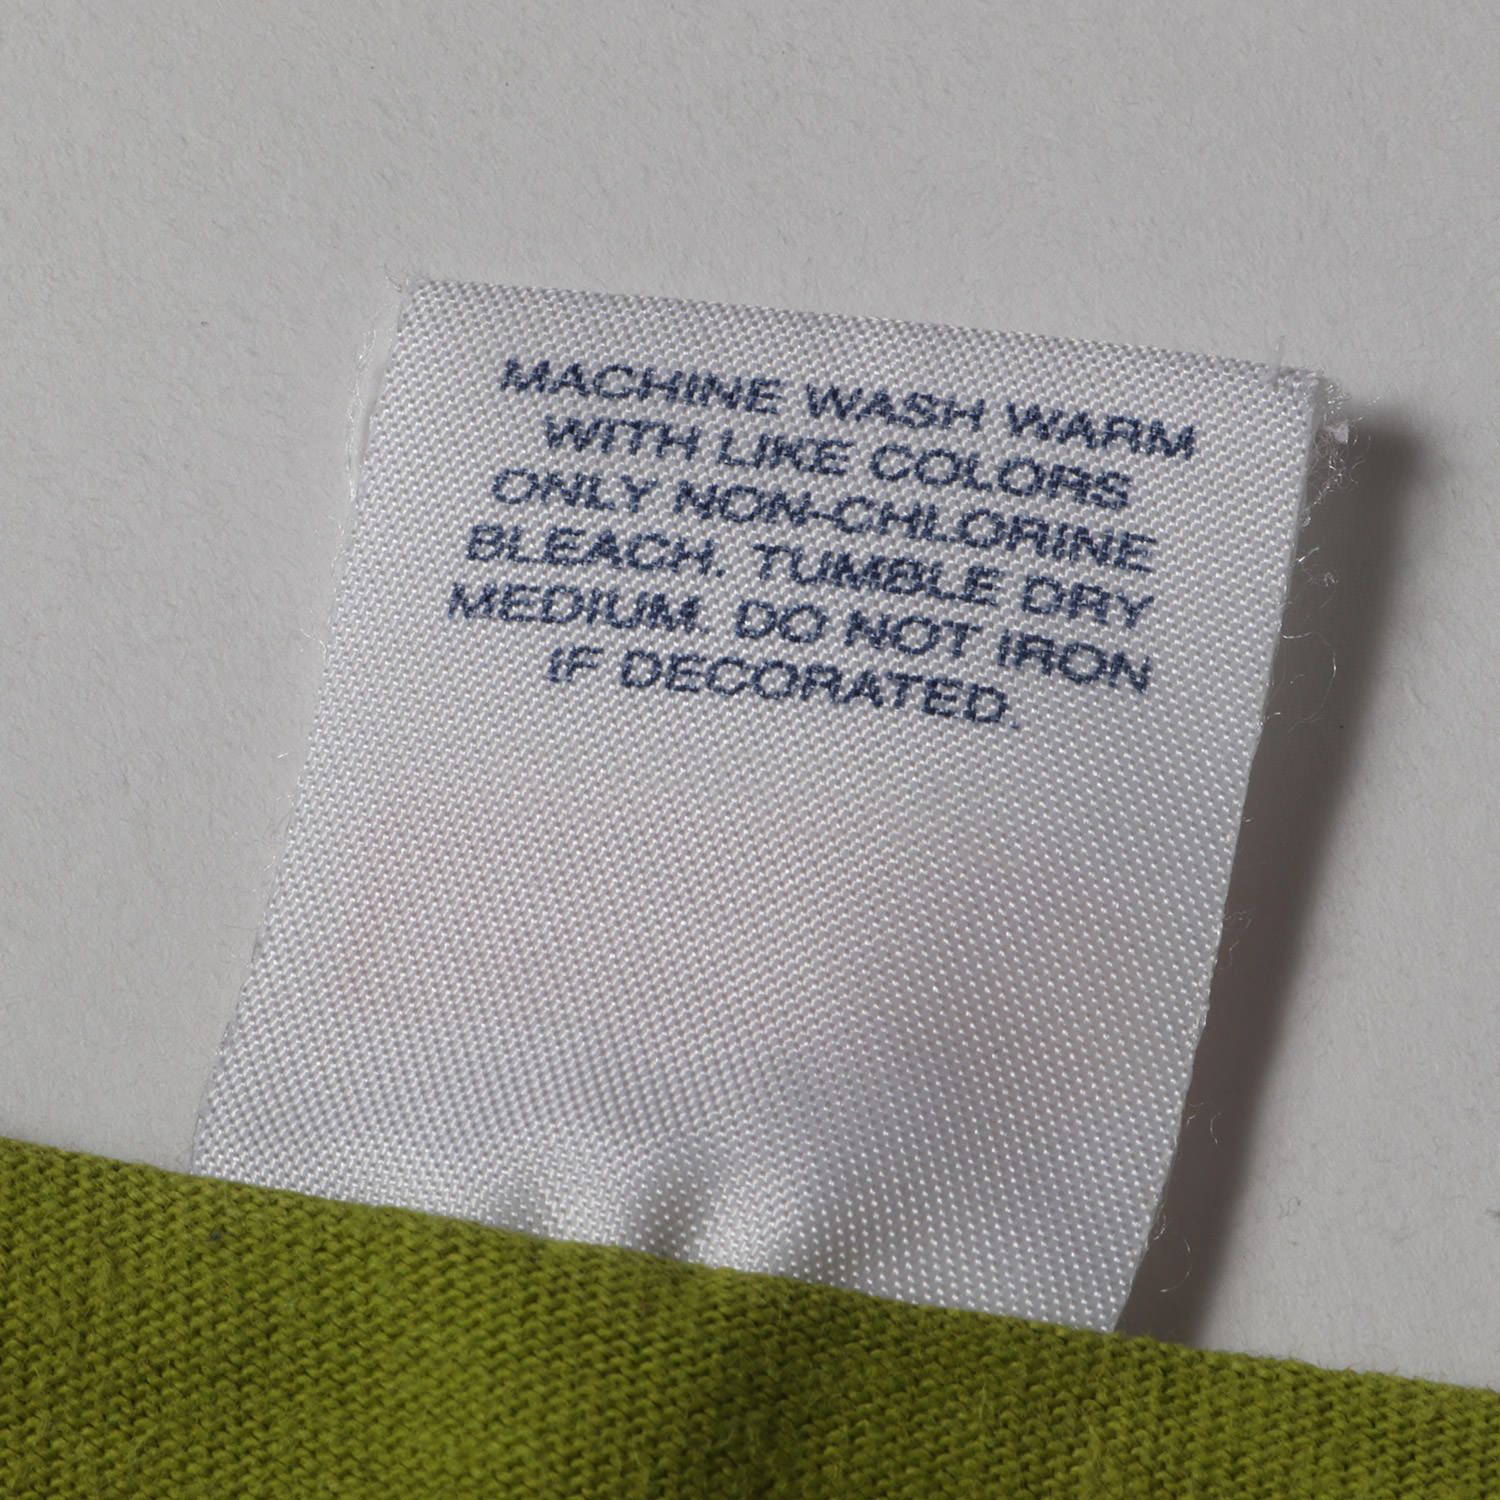 MACHINE WASH WARM
WITH LIKE COLORS
ONLY NON-CHLORINE
BLEACH. TUMBLE DRY
MEDIUM. DO NOT IRON
IF DECORATED.